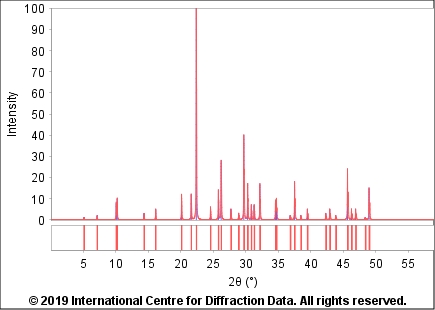 100
90
80
70
60
50
40
30
20
10
0
Intensity
5 10 15 20 25 30 35 40 45 50 55
2θ (°)
© 2019 International Centre for Diffraction Data. All rights reserved.